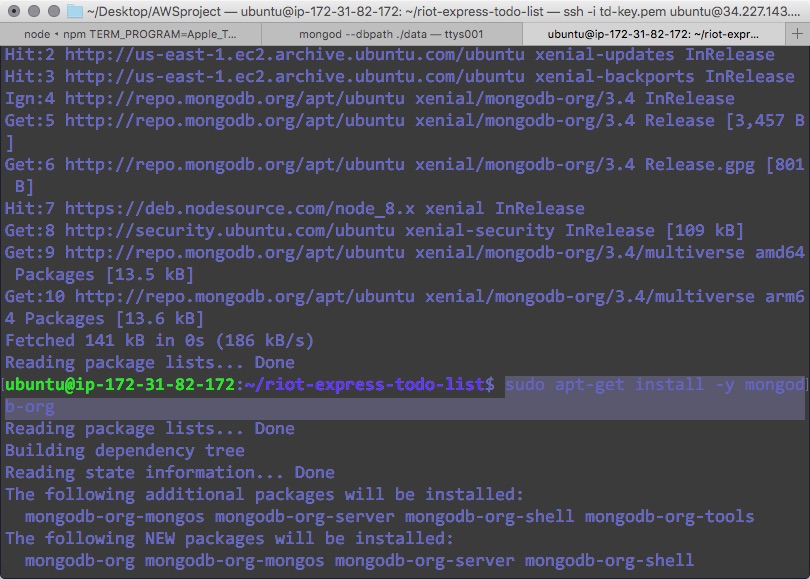 ~/Desktop/AWSproject — ubuntu@ip-172-31-82-172: ~/riot-express-todo-list — ssh -i td-key.pem ubuntu@34.227.143....
node • npm TERM_PROGRAM=Apple_T... mongod --dbpath ./data — ttys001 ubuntu@ip-172-31-82-172: ~/riot-expr... +
Hit:2 http://us-east-1.ec2.archive.ubuntu.com/ubuntu xenial-updates InRelease
Hit:3 http://us-east-1.ec2.archive.ubuntu.com/ubuntu xenial-backports InRelease
Ign:4 http://repo.mongodb.org/apt/ubuntu xenial/mongodb-org/3.4 InRelease
Get:5 http://repo.mongodb.org/apt/ubuntu xenial/mongodb-org/3.4 Release [3,457 B
]
Get:6 http://repo.mongodb.org/apt/ubuntu xenial/mongodb-org/3.4 Release.gpg [801
 B]
Hit:7 https://deb.nodesource.com/node_8.x xenial InRelease
Get:8 http://security.ubuntu.com/ubuntu xenial-security InRelease [109 kB]
Get:9 http://repo.mongodb.org/apt/ubuntu xenial/mongodb-org/3.4/multiverse amd64
 Packages [13.5 kB]
Get:10 http://repo.mongodb.org/apt/ubuntu xenial/mongodb-org/3.4/multiverse arm6
4 Packages [13.6 kB]
Fetched 141 kB in 0s (186 kB/s)
Reading package lists... Done
ubuntu@ip-172-31-82-172:~/riot-express-todo-list$ sudo apt-get install -y mongod
b-org
Reading package lists... Done
Building dependency tree
Reading state information... Done
The following additional packages will be installed:
  mongodb-org-mongos mongodb-org-server mongodb-org-shell mongodb-org-tools
The following NEW packages will be installed:
  mongodb-org mongodb-org-mongos mongodb-org-server mongodb-org-shell